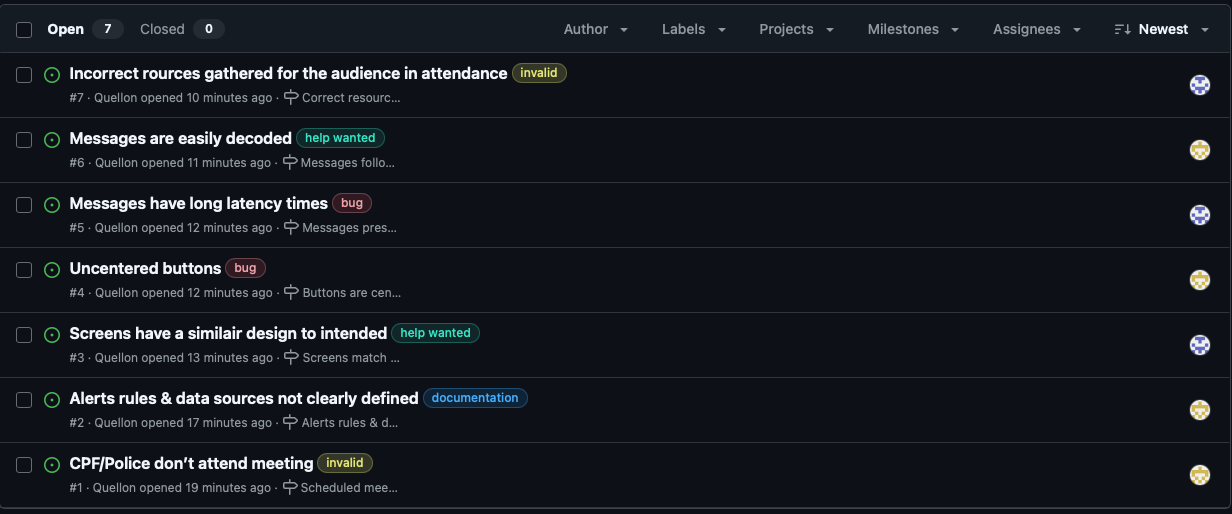 Open 7 Closed 0 Author Labels Projects Milestones Assignees Newest
Incorrect rources gathered for the audience in attendance invalid
#7 · Quellon opened 10 minutes ago · Correct resourc...
Messages are easily decoded help wanted
#6 · Quellon opened 11 minutes ago · Messages follo...
Messages have long latency times bug
#5 · Quellon opened 12 minutes ago · Messages pres...
Uncentered buttons bug
#4 · Quellon opened 12 minutes ago · Buttons are cen...
Screens have a similair design to intended help wanted
#3 · Quellon opened 13 minutes ago · Screens match ...
Alerts rules & data sources not clearly defined documentation
#2 · Quellon opened 17 minutes ago · Alerts rules & d...
CPF/Police don't attend meeting invalid
#1 · Quellon opened 19 minutes ago · Scheduled mee...